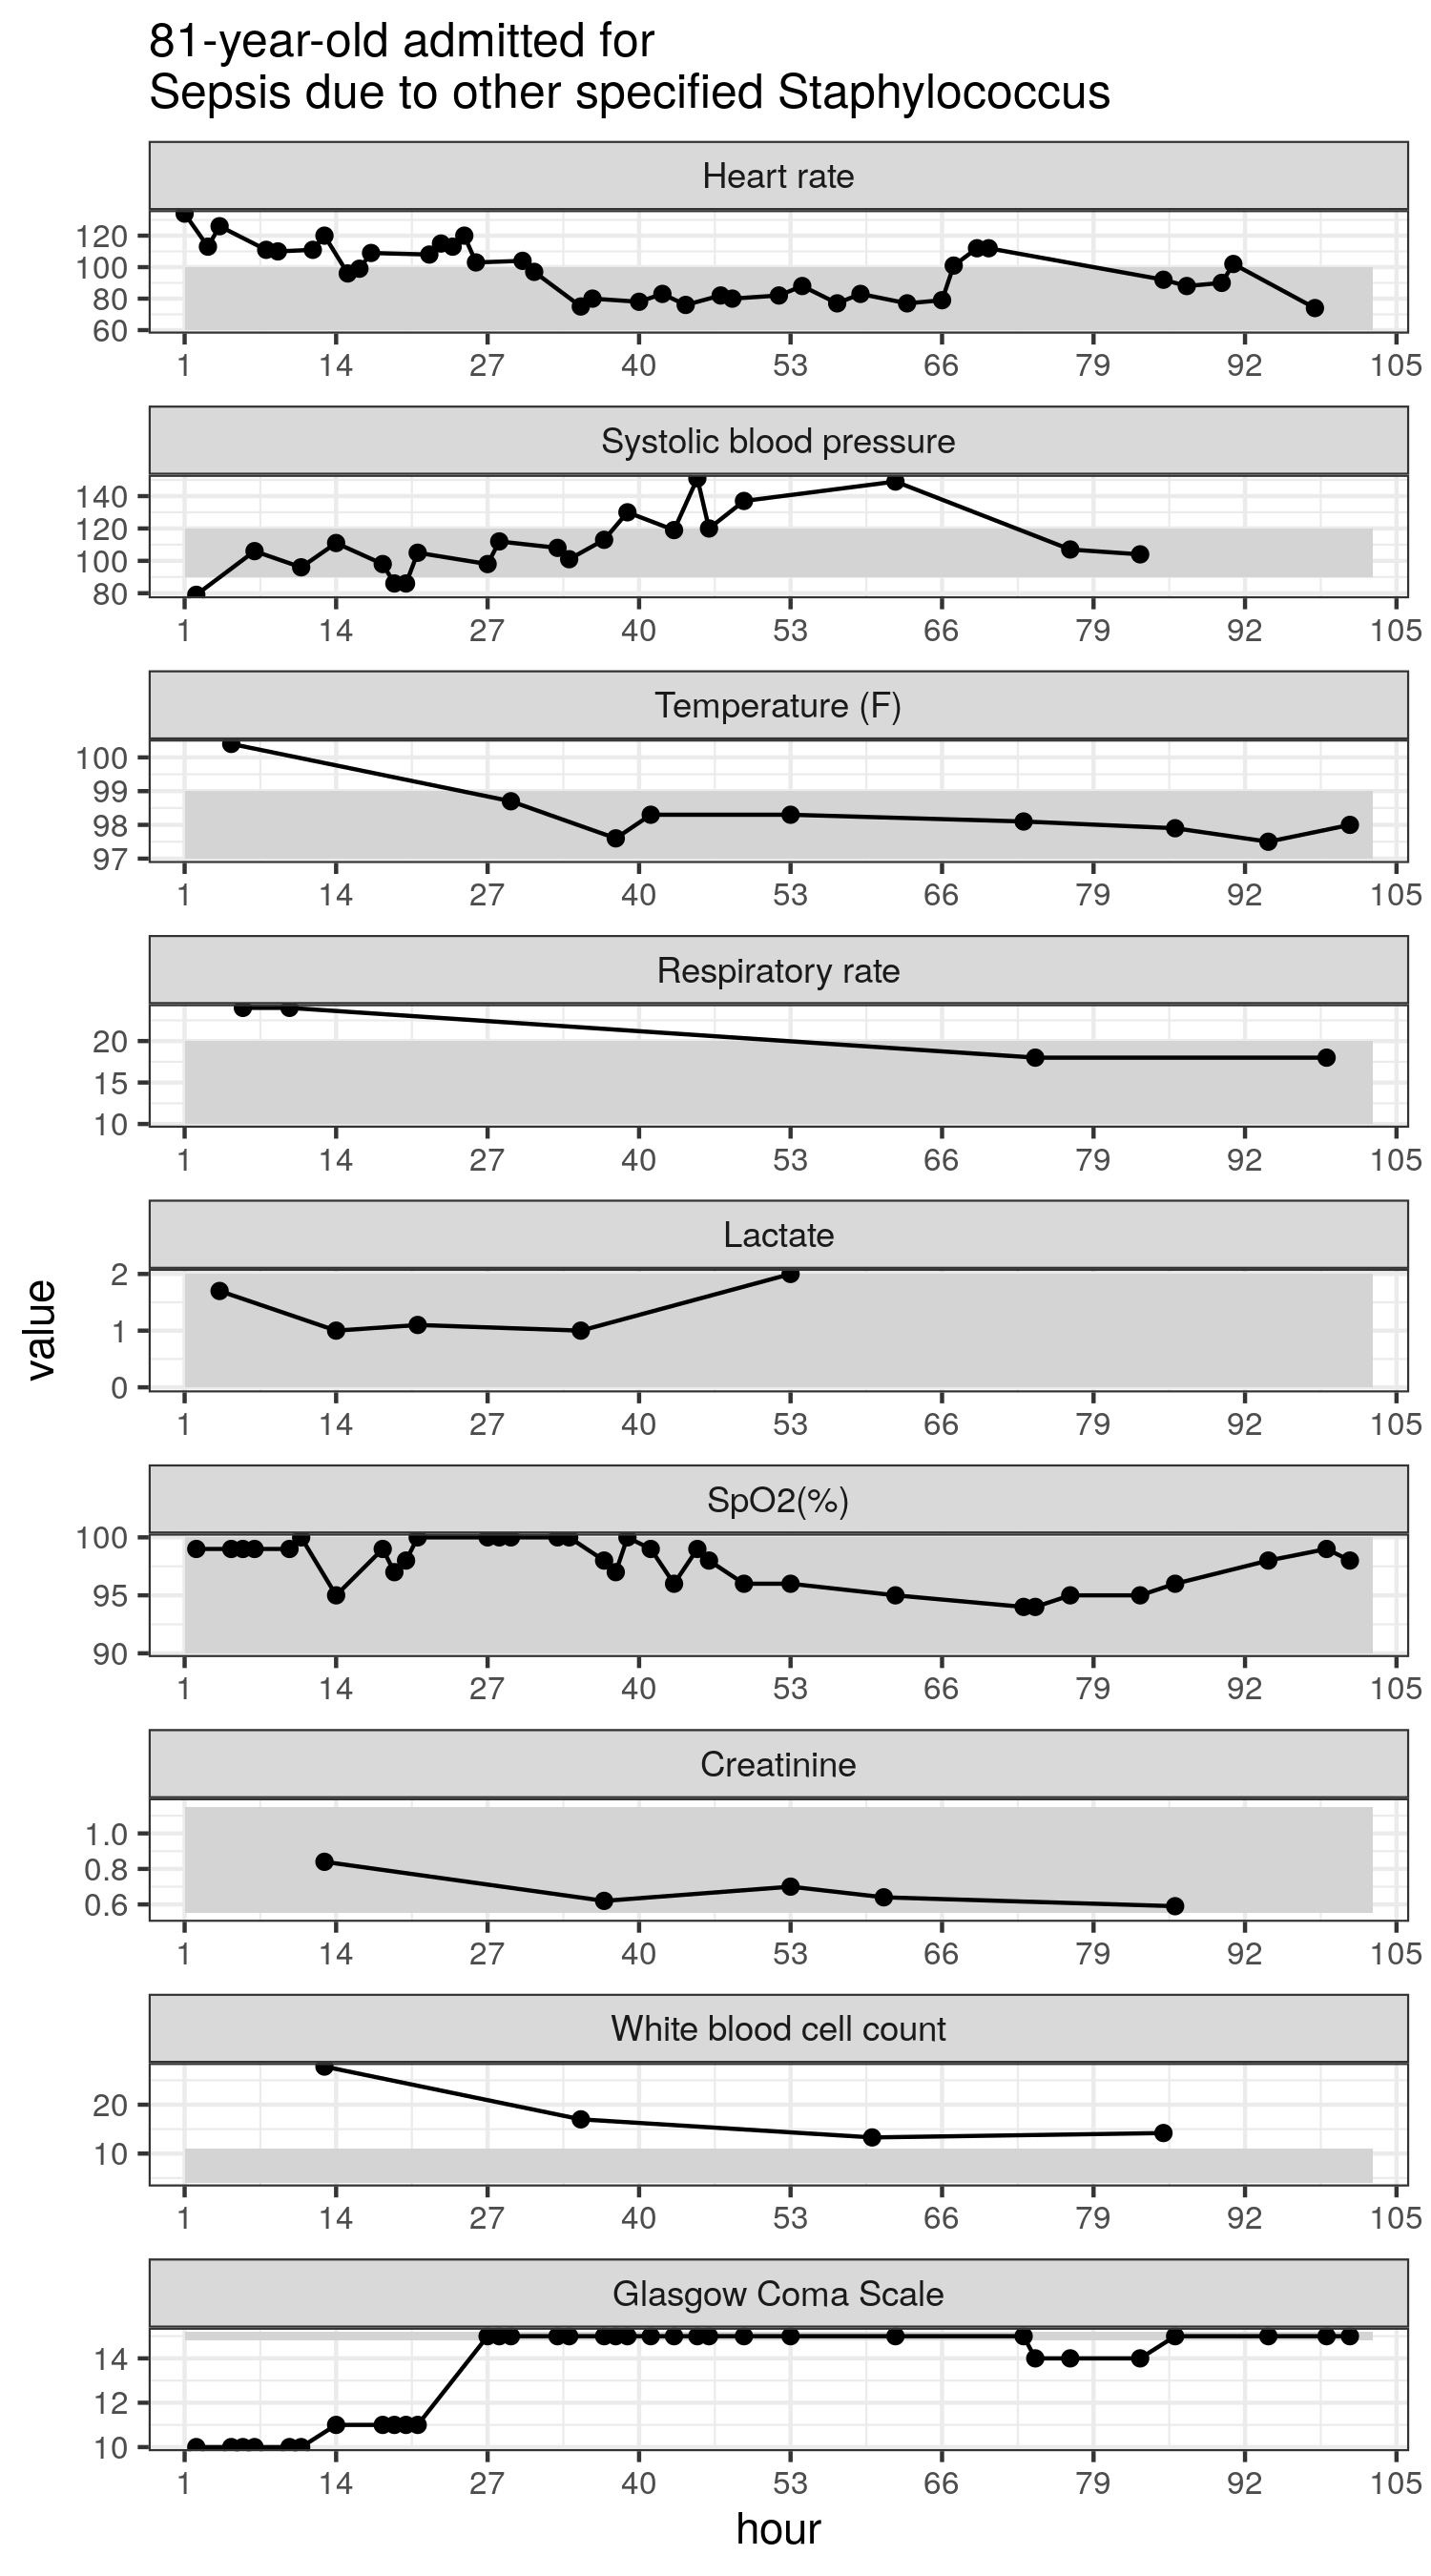 81-year-old admitted for
Sepsis due to other specified Staphylococcus
Heart rate
120
100
80
60
1 14 27 40 53 66 79 92 105
Systolic blood pressure
140
120
100
80
1 14 27 40 53 66 79 92 105
Temperature (F)
100
99
98
97
1 14 27 40 53 66 79 92 105
Respiratory rate
20
15
10
1 14 27 40 53 66 79 92 105
Lactate
2
1
0
1 14 27 40 53 66 79 92 105
value
SpO2(%)
100
95
90
1 14 27 40 53 66 79 92 105
Creatinine
1.0
0.8
0.6
1 14 27 40 53 66 79 92 105
White blood cell count
20
10
1 14 27 40 53 66 79 92 105
Glasgow Coma Scale
14
12
10
1 14 27 40 53 66 79 92 105
hour